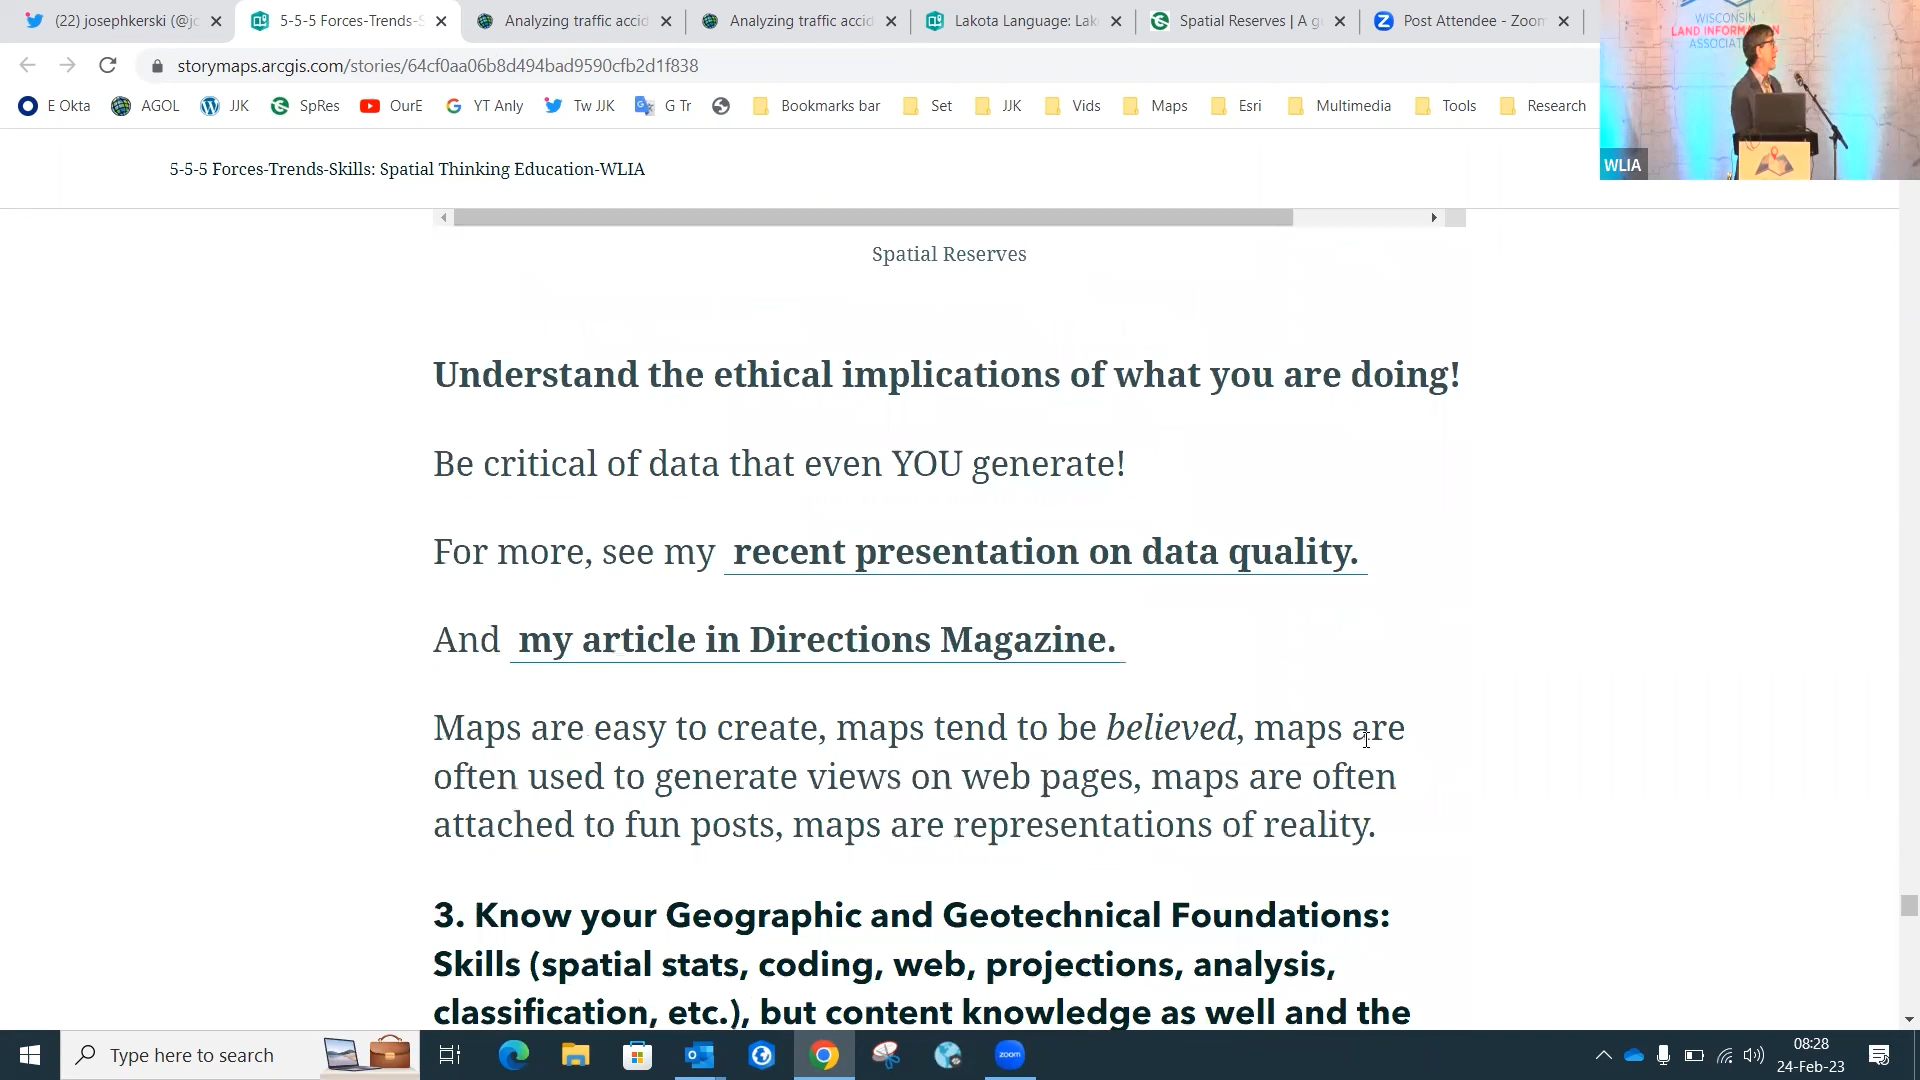 (22) josephkerski (@jo
5-5-5 Forces-Trends-S
Analyzing traffic accid
Analyzing traffic accid
Lakota Language: Lak
Spatial Reserves | A g
Post Attendee - Zoom
storymaps.arcgis.com/stories/64cf0aa06b8d494bad9590cfb2d1f838
E Okta
AGOL
JJK
SpRes
OurE
YT Anly
Tw JJK
G Tr
Bookmarks bar
Set
JJK
Vids
Maps
Esri
Multimedia
Tools
Research
WISCONSIN
LAND INFORMATION
WLIA
5-5-5 Forces-Trends-Skills: Spatial Thinking Education-WLIA
Spatial Reserves
Understand the ethical implications of what you are doing!
Be critical of data that even YOU generate!
For more, see my recent presentation on data quality.
And my article in Directions Magazine.
Maps are easy to create, maps tend to be believed, maps are
often used to generate views on web pages, maps are often
attached to fun posts, maps are representations of reality.
3. Know your Geographic and Geotechnical Foundations:
Skills (spatial stats, coding, web, projections, analysis,
classification, etc.), but content knowledge as well and the
Type here to search
zoom
08:28
24-Feb-23